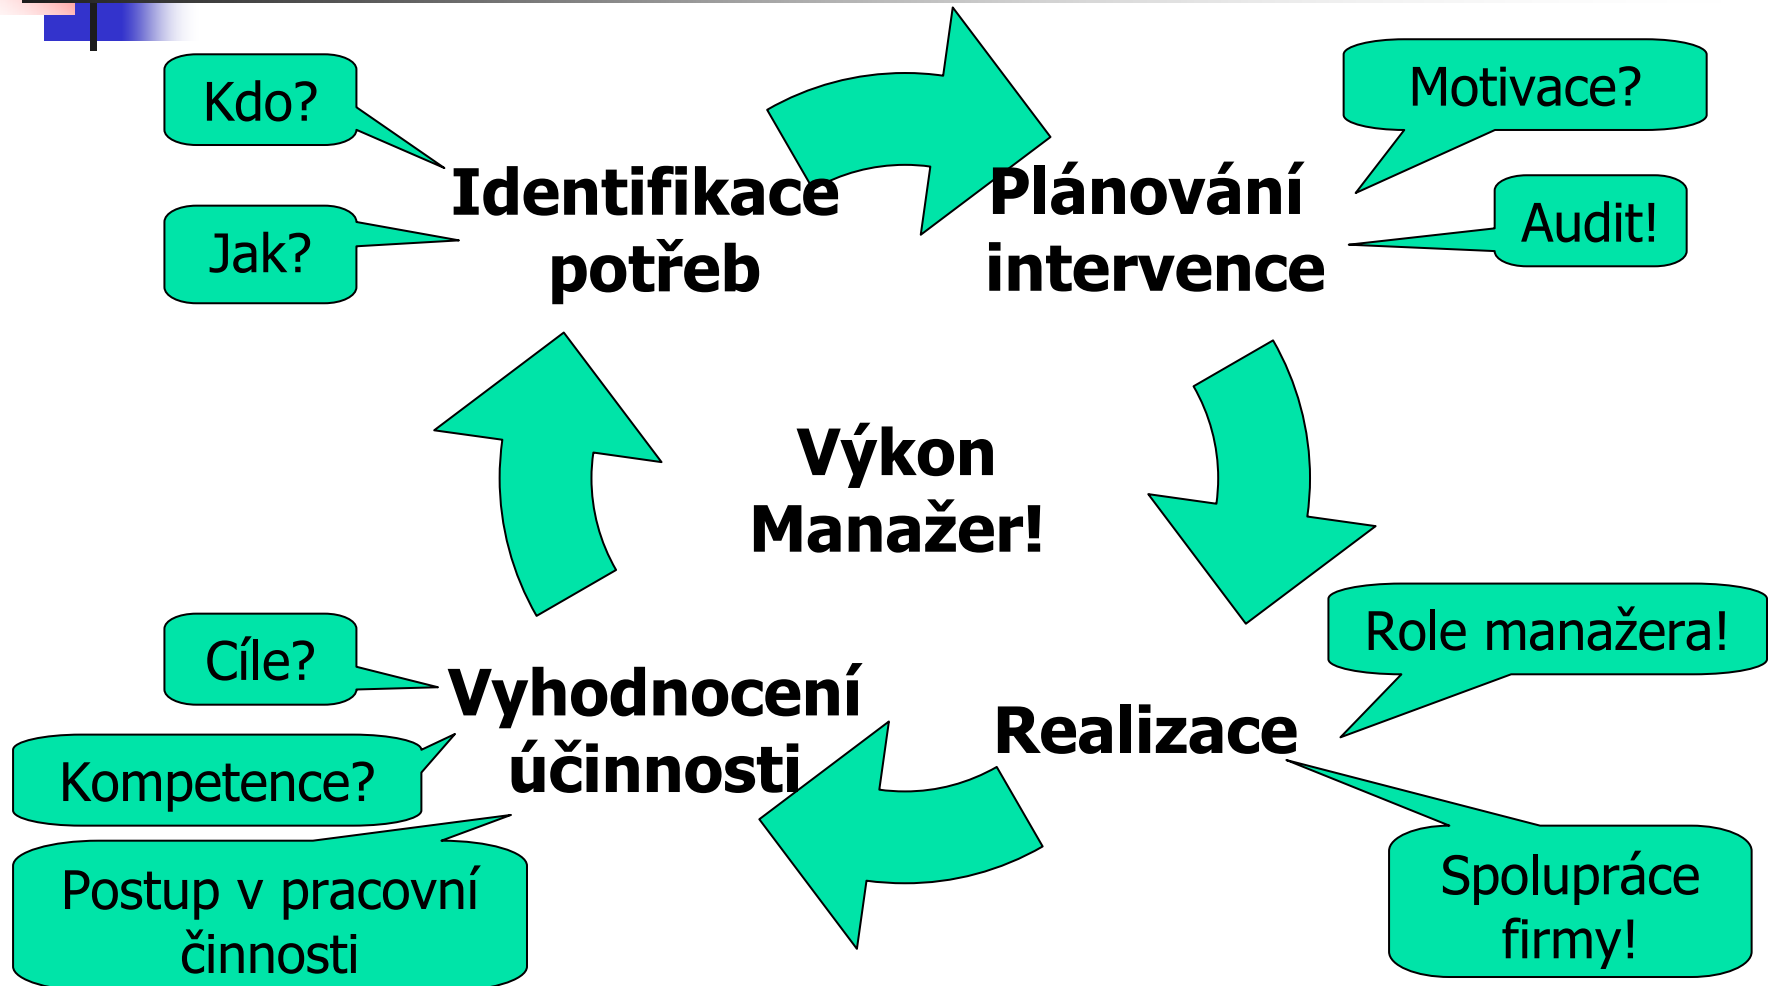 Kdo?
Motivace?
Identifikace
potřeb
Plánování
intervence
Jak?
Audit!
Výkon
Manažer!
Cíle?
Role manažera!
Vyhodnocení
účinnosti
Realizace
Kompetence?
Postup v pracovní
činnosti
Spolupráce
firmy!